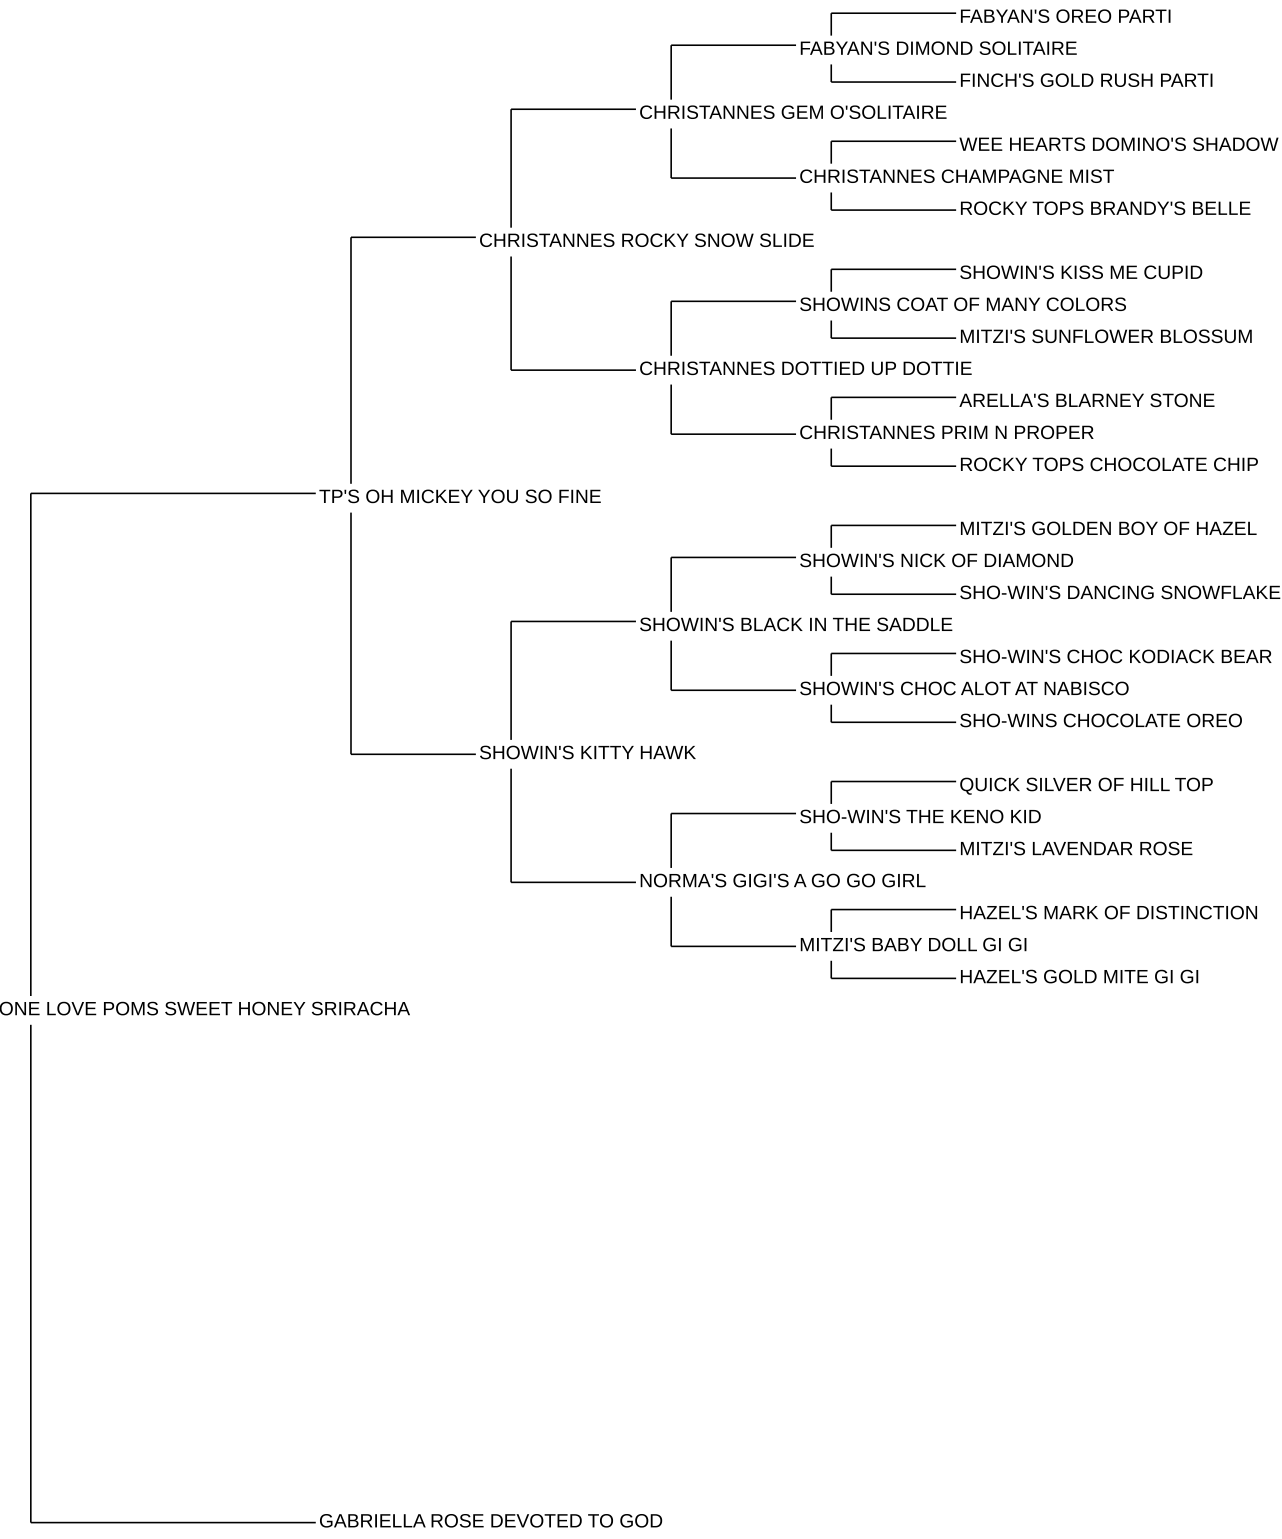 FABYAN'S OREO PARTI
FABYAN'S DIMOND SOLITAIRE
FINCH'S GOLD RUSH PARTI
CHRISTANNES GEM O'SOLITAIRE
WEE HEARTS DOMINO'S SHADOW
CHRISTANNES CHAMPAGNE MIST
ROCKY TOPS BRANDY'S BELLE
CHRISTANNES ROCKY SNOW SLIDE
SHOWIN'S KISS ME CUPID
SHOWINS COAT OF MANY COLORS
MITZI'S SUNFLOWER BLOSSUM
CHRISTANNES DOTTIED UP DOTTIE
ARELLA'S BLARNEY STONE
CHRISTANNES PRIM N PROPER
ROCKY TOPS CHOCOLATE CHIP
TP'S OH MICKEY YOU SO FINE
MITZI'S GOLDEN BOY OF HAZEL
SHOWIN'S NICK OF DIAMOND
SHO-WIN'S DANCING SNOWFLAKE
SHOWIN'S BLACK IN THE SADDLE
SHO-WIN'S CHOC KODIACK BEAR
SHOWIN'S CHOC ALOT AT NABISCO
SHO-WINS CHOCOLATE OREO
SHOWIN'S KITTY HAWK
QUICK SILVER OF HILL TOP
SHO-WIN'S THE KENO KID
MITZI'S LAVENDAR ROSE
NORMA'S GIGI'S A GO GO GIRL
HAZEL'S MARK OF DISTINCTION
MITZI'S BABY DOLL GI GI
HAZEL'S GOLD MITE GI GI
ONE LOVE POMS SWEET HONEY SRIRACHA
GABRIELLA ROSE DEVOTED TO GOD